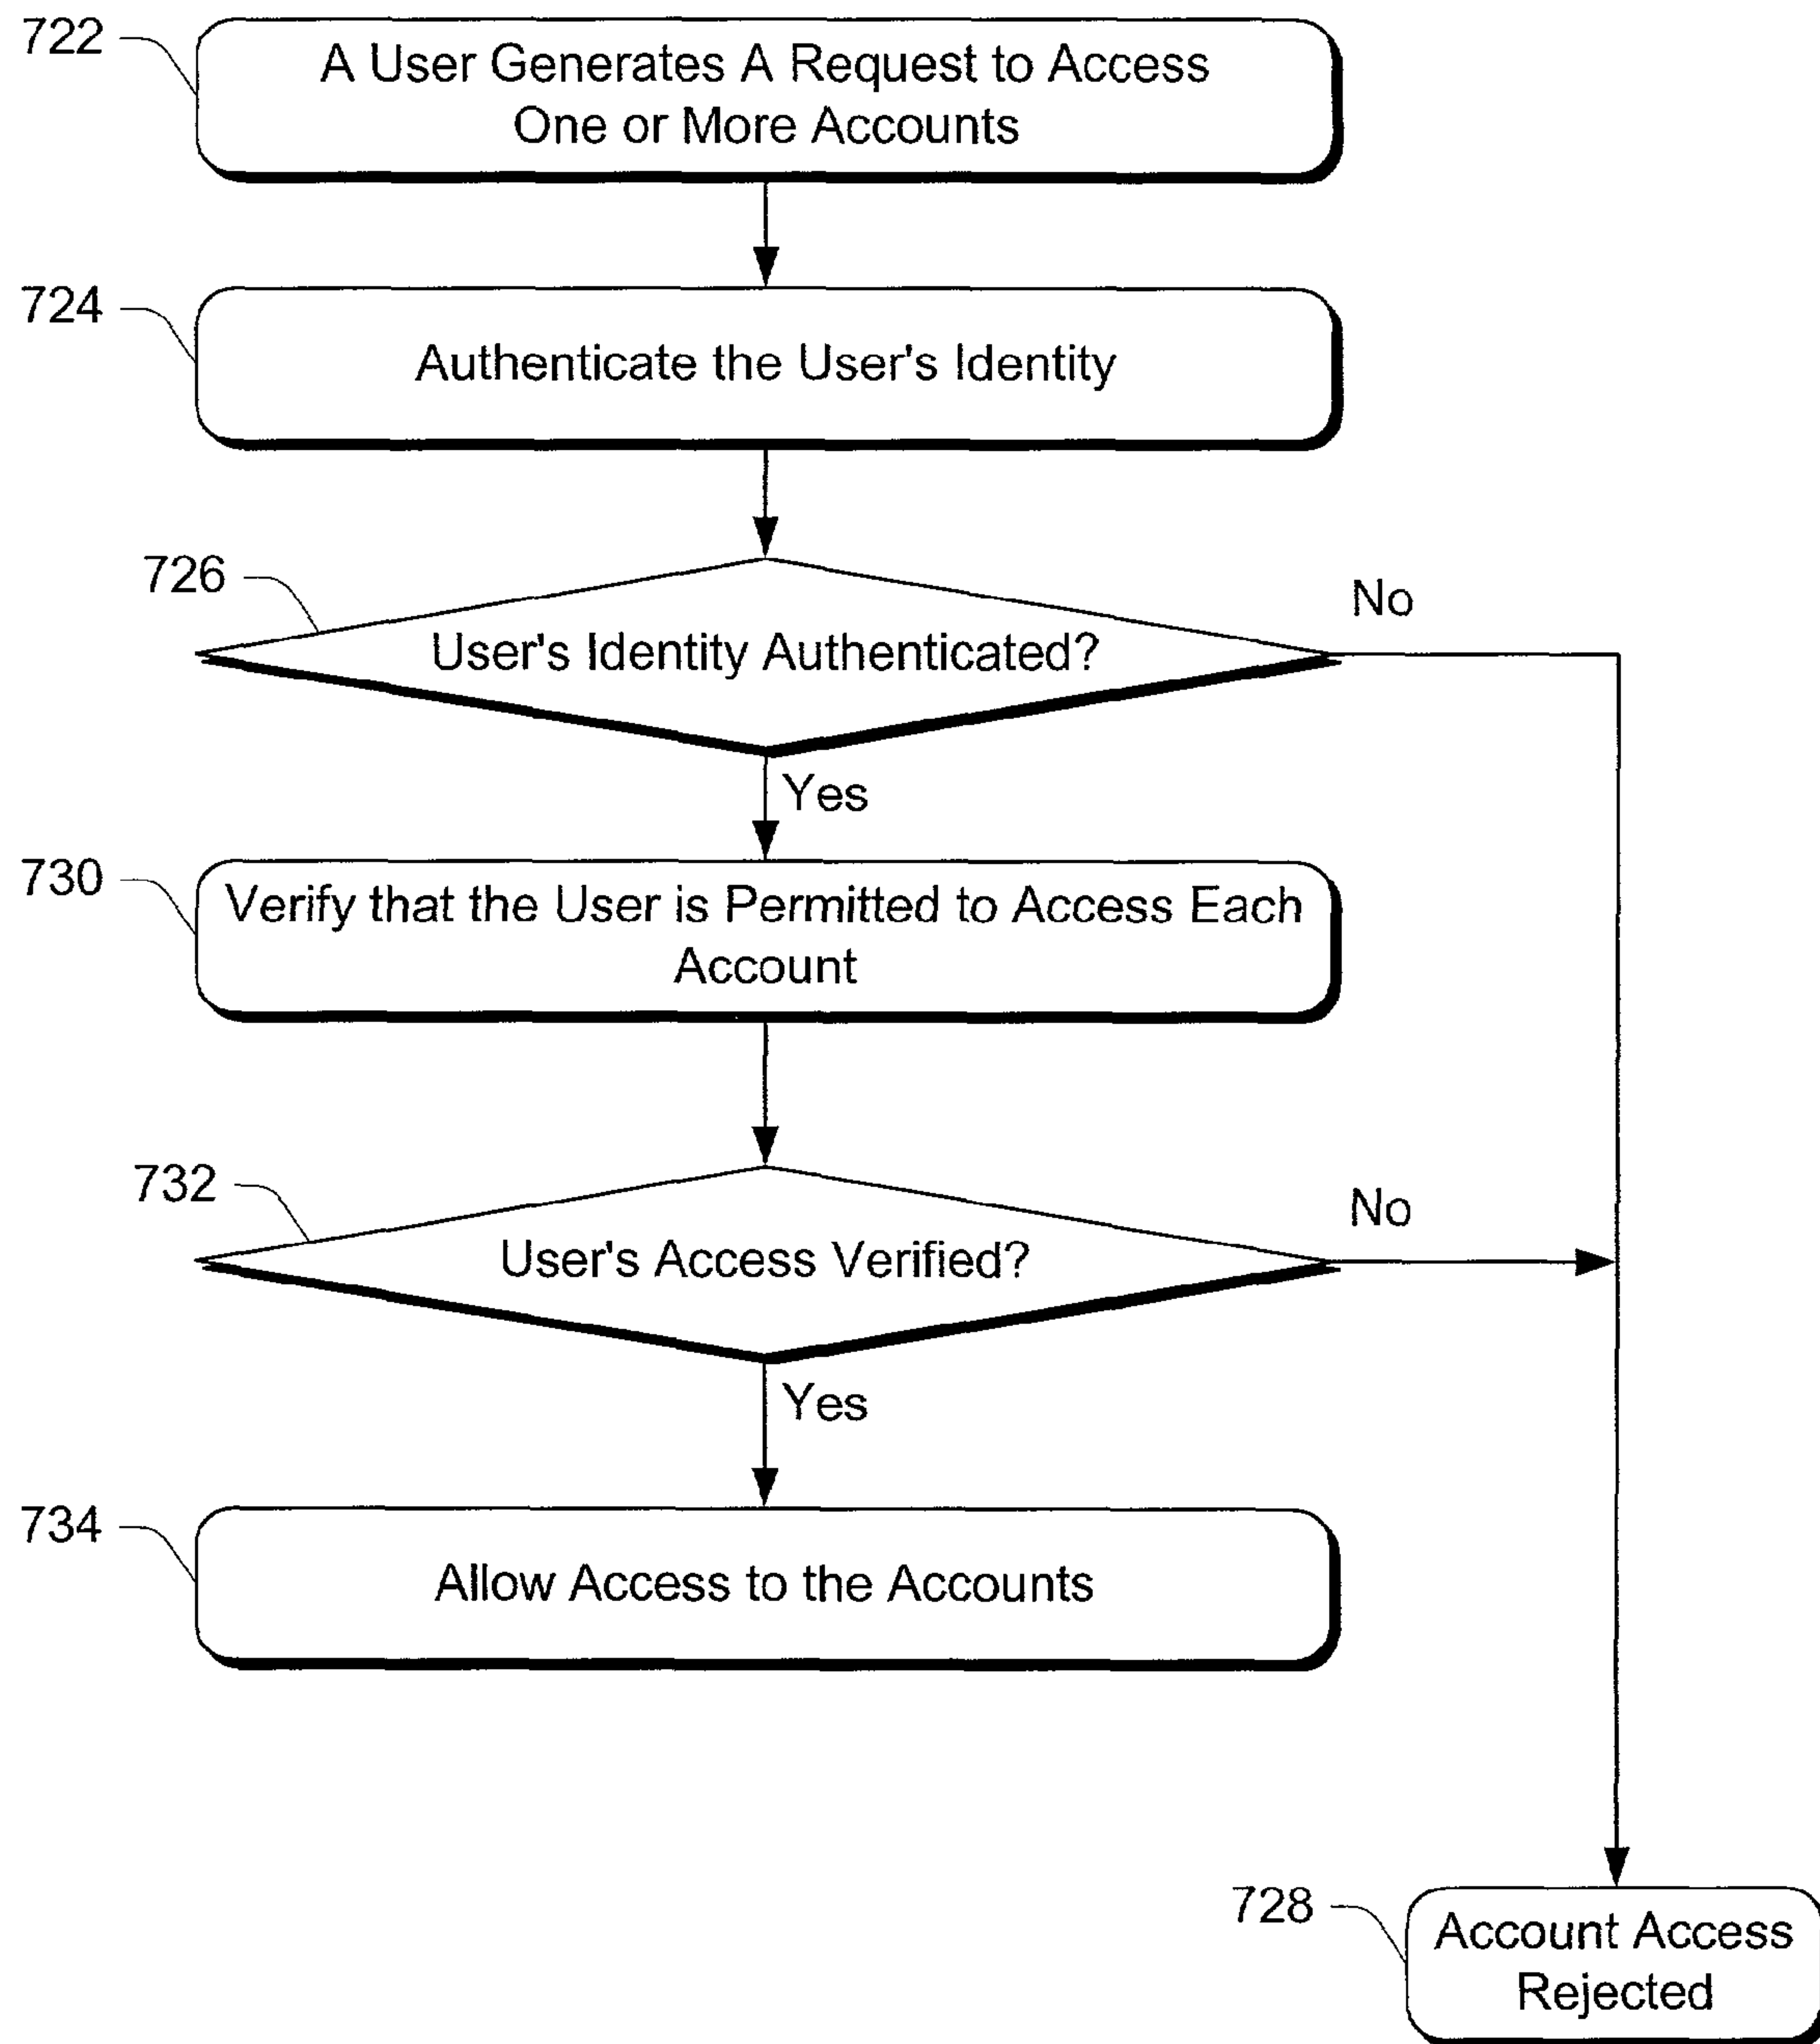 722
A User Generates A Request to Access
One or More Accounts
724
Authenticate the User's Identity
726
No
User's Identity Authenticated?
Yes
730
Verify that the User is Permitted to Access Each
Account
732
No
User's Access Verified?
Yes
734
Allow Access to the Accounts
728
Account Access
Rejected